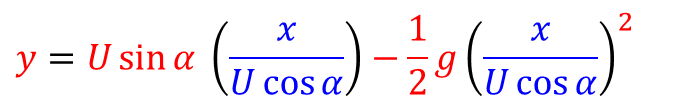 y = U sin α (x / U cos α) − 1/2 g (x / U cos α)²